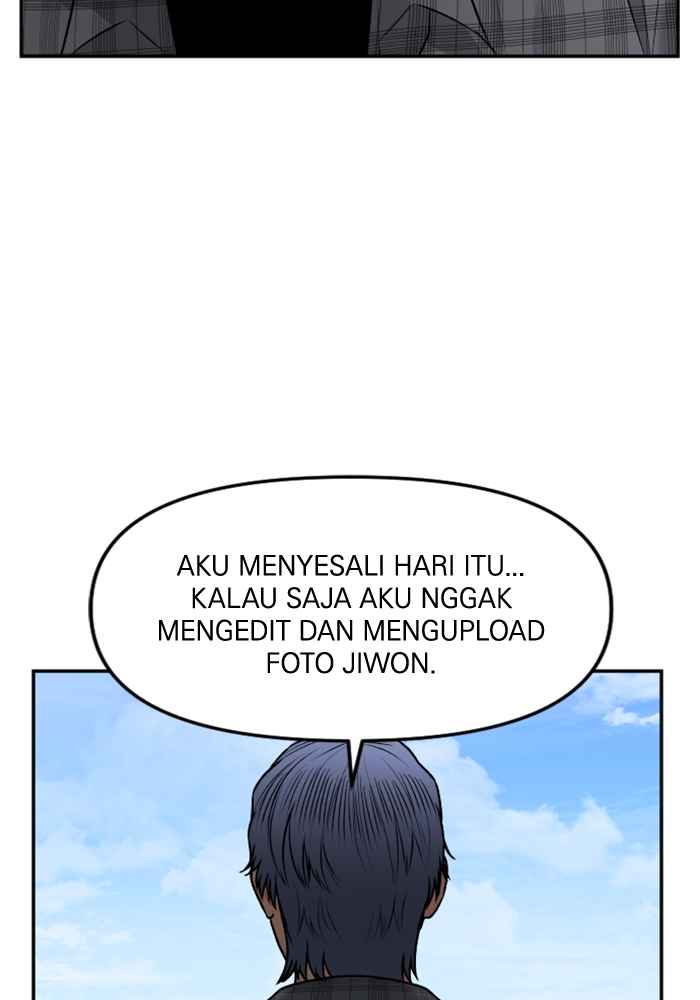 AKU MENYESALI HARI ITU...
KALAU SAJA AKU NGGAK
MENGEDIT DAN MENGUPLOAD
FOTO JIWON.